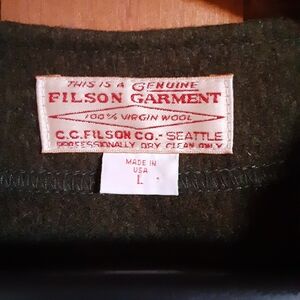 THIS IS A GENUINE
FILSON GARMENT
100% VIRGIN WOOL
C.C.FILSON CO.- SEATTLE
PROFESSIONALLY DRY CLEAN ONLY
MADE IN
USA
L